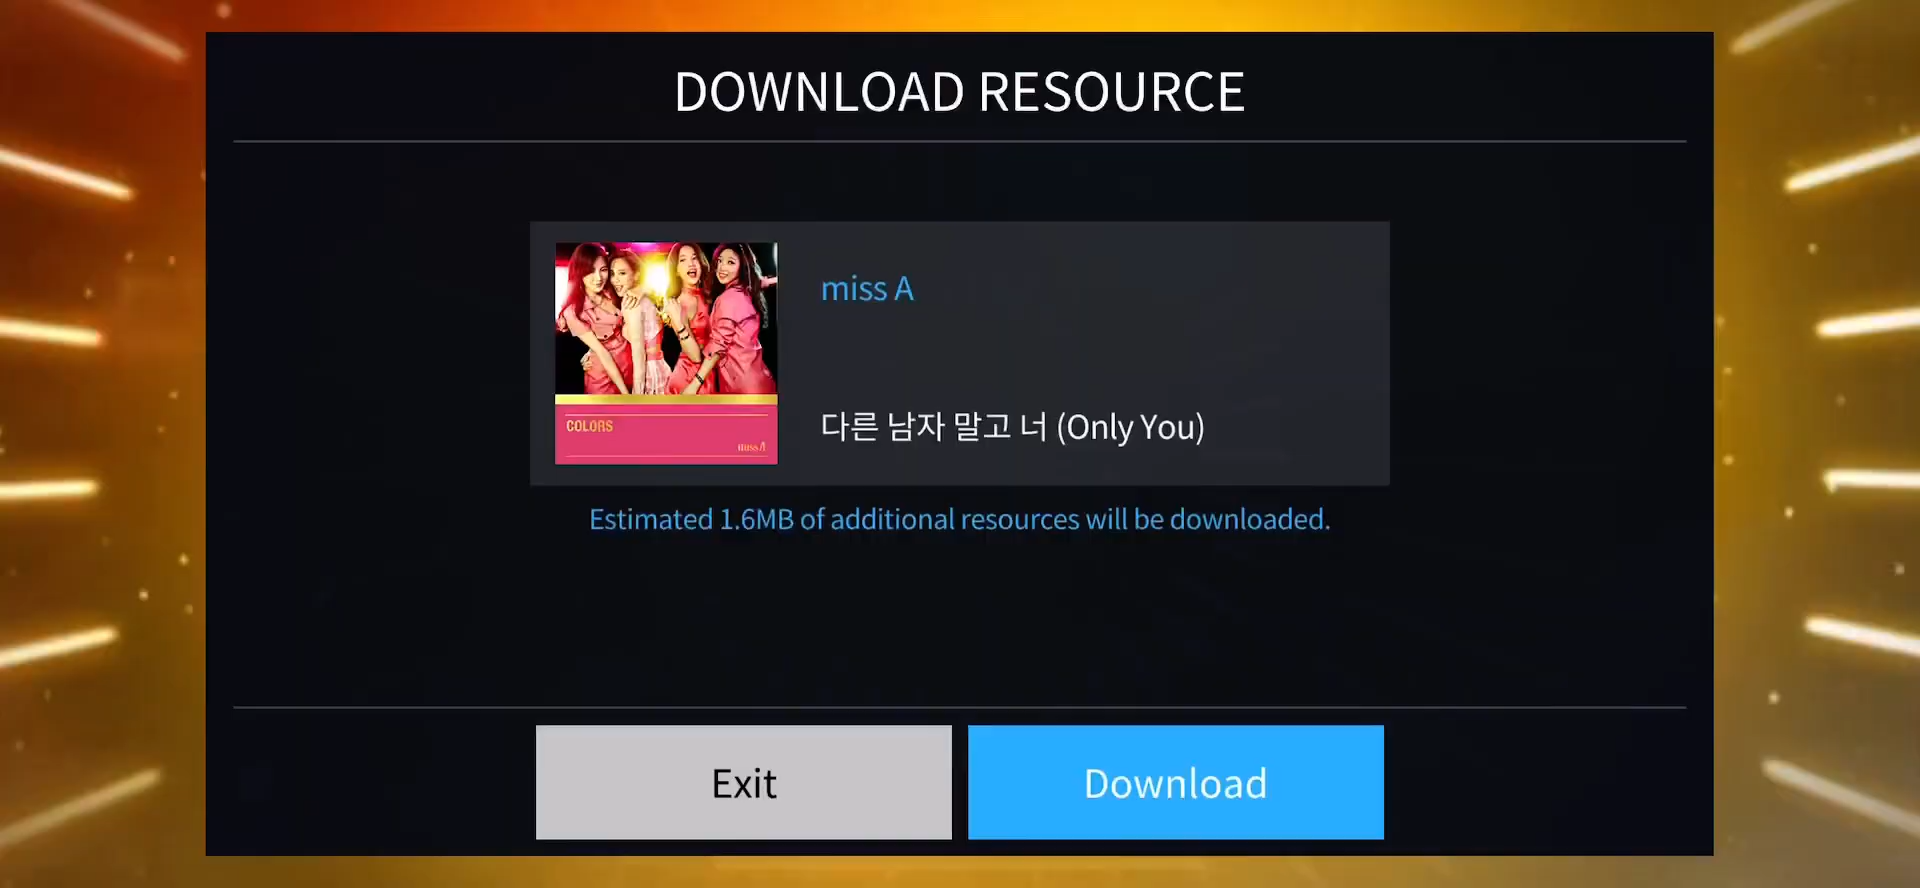 DOWNLOAD RESOURCE
miss A
다른 남자 말고 너 (Only You)
COLORS
miss A
Estimated 1.6MB of additional resources will be downloaded.
Exit
Download